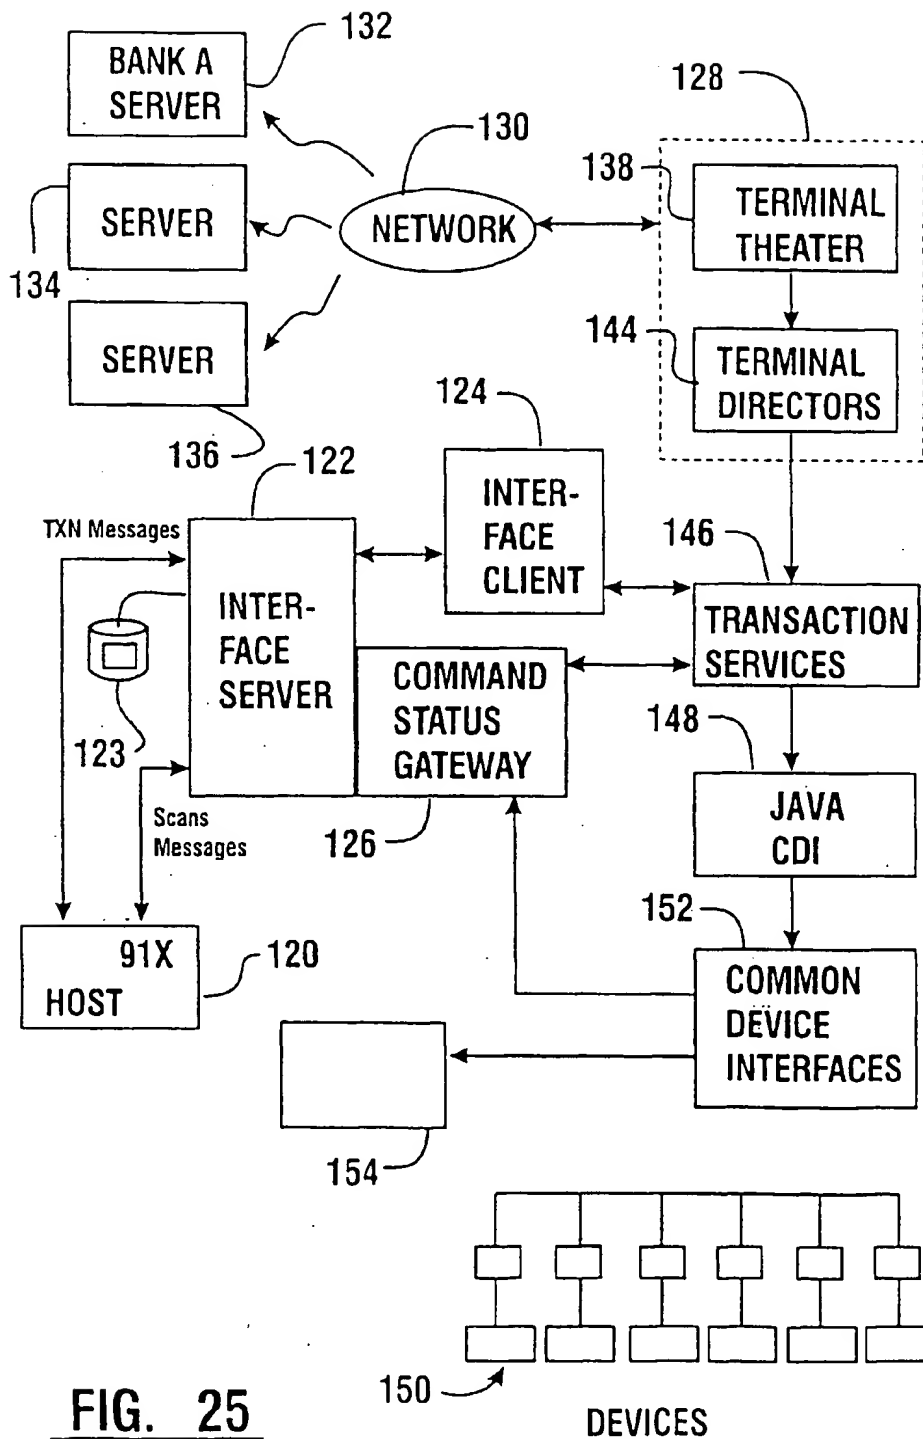 132
BANK A
SERVER
128
130
138
TERMINAL
THEATER
SERVER
NETWORK
134
144
TERMINAL
DIRECTORS
SERVER
124
136
122
INTER-
FACE
CLIENT
TXN Messages
146
INTER-
FACE
SERVER
TRANSACTION
SERVICES
COMMAND
STATUS
GATEWAY
123
148
Scans
Messages
126
JAVA
CDI
152
91X
HOST
120
COMMON
DEVICE
INTERFACES
154
150
DEVICES
FIG. 25